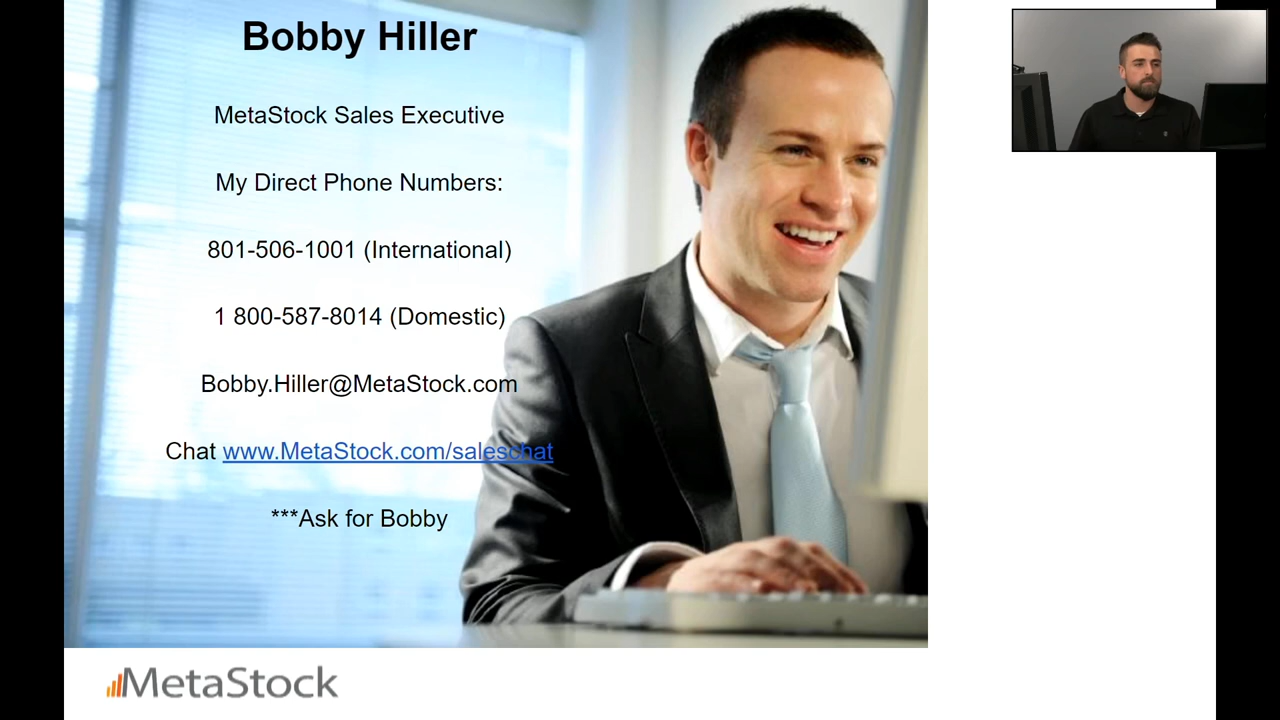 Bobby Hiller
MetaStock Sales Executive
My Direct Phone Numbers:
801-506-1001 (International)
1 800-587-8014 (Domestic)
Bobby.Hiller@MetaStock.com
Chat www.MetaStock.com/saleschat
***Ask for Bobby
MetaStock